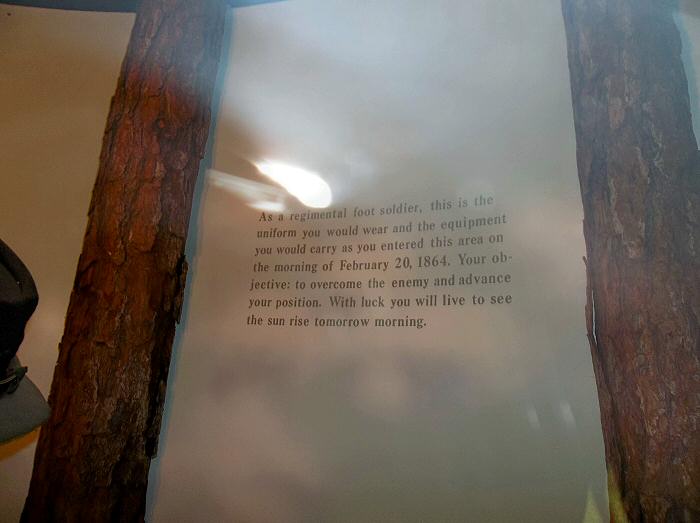 As a regimental foot soldier, this is the
uniform you would wear and the equipment
you would carry as you entered this area on
the morning of February 20, 1864. Your ob-
jective: to overcome the enemy and advance
your position. With luck you will live to see
the sun rise tomorrow morning.